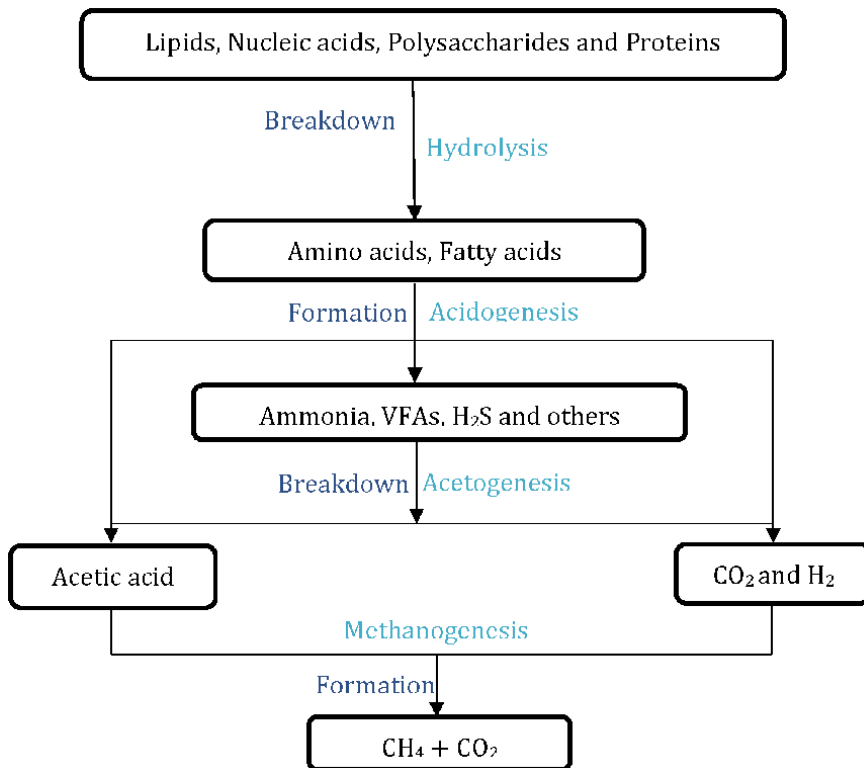 Lipids, Nucleic acids, Polysaccharides and Proteins
Breakdown
Hydrolysis
Amino acids, Fatty acids
Formation Acidogenesis
Ammonia, VFAs, H₂S and others
Breakdown Acetogenesis
Acetic acid
CO₂ and H₂
Methanogenesis
Formation
CH₄ + CO₂